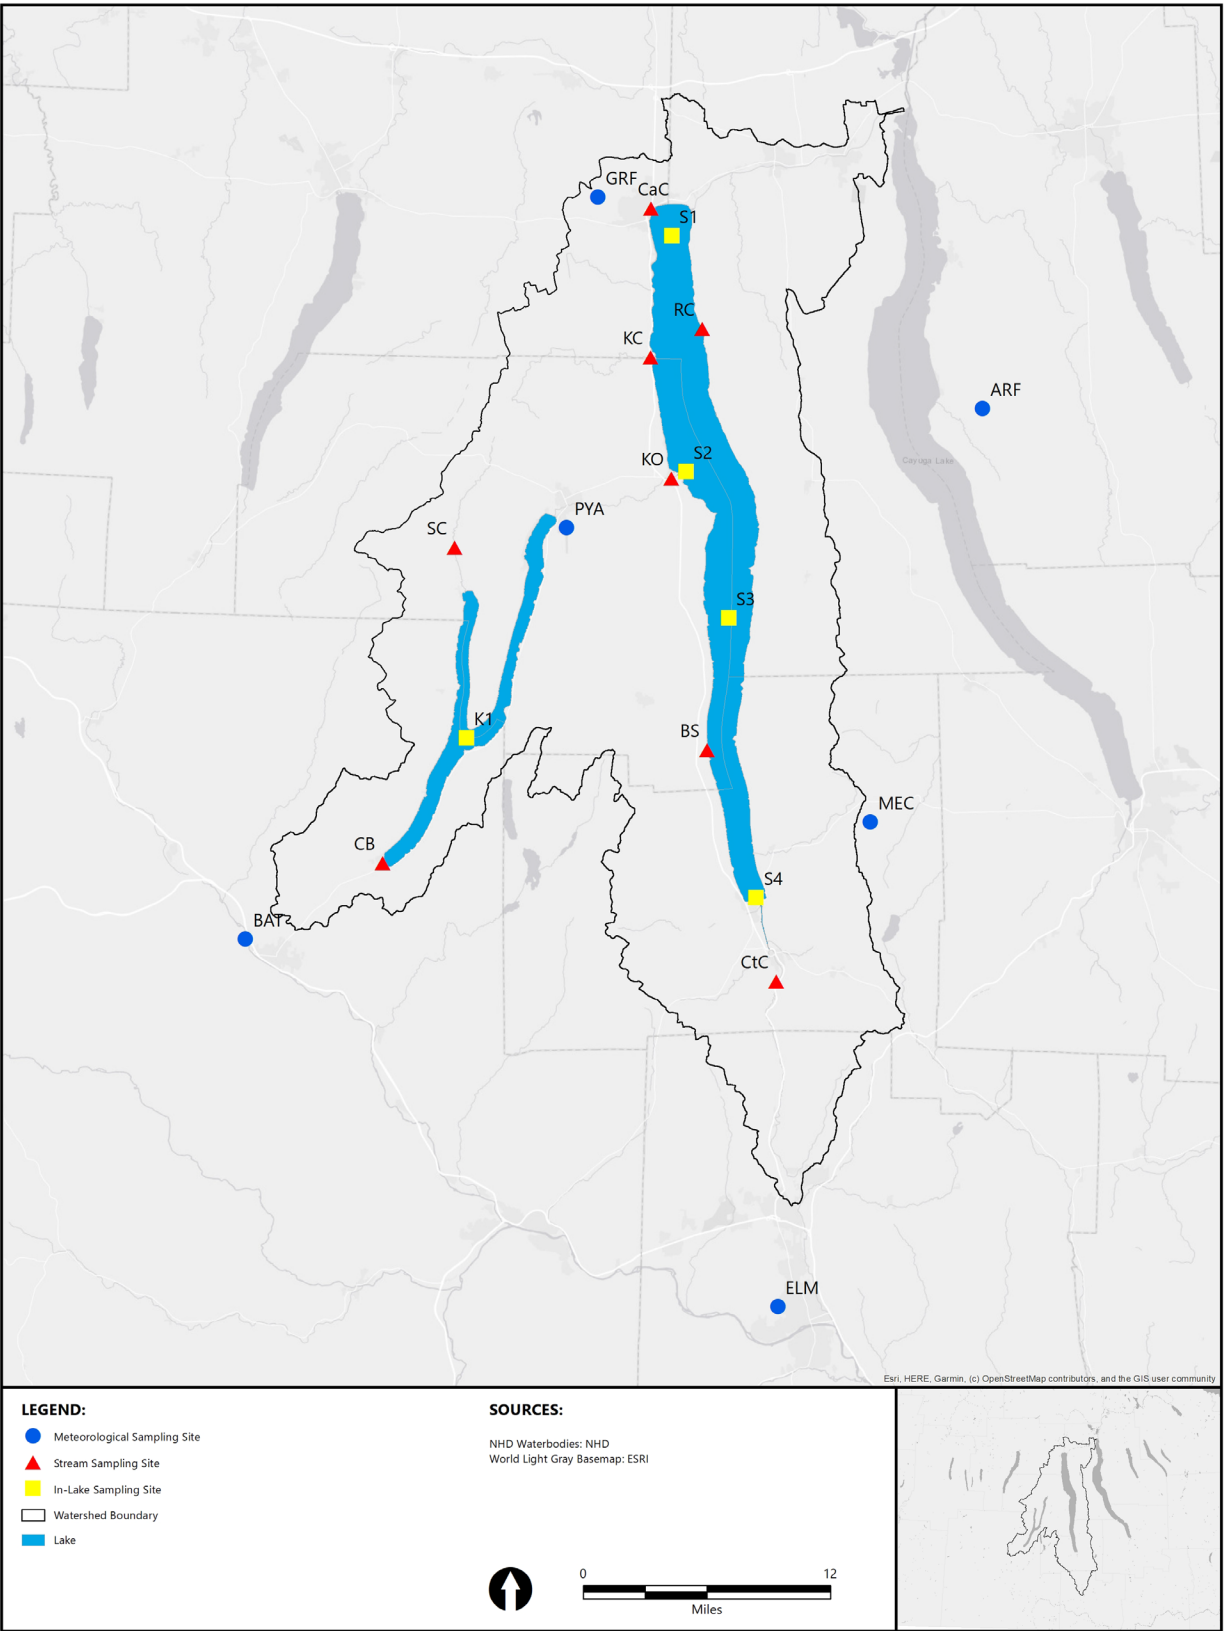 GRF
CaC
S1
RC
KC
ARF
S2
KO
Cayuga Lake
PYA
SC
S3
K1
BS
MEC
CB
S4
BAT
CtC
ELM
Esri, HERE, Garmin, (c) OpenStreetMap contributors, and the GIS user community
LEGEND:
Meteorological Sampling Site
Stream Sampling Site
In-Lake Sampling Site
Watershed Boundary
Lake
SOURCES:
NHD Waterbodies: NHD
World Light Gray Basemap: ESRI
0 12
Miles